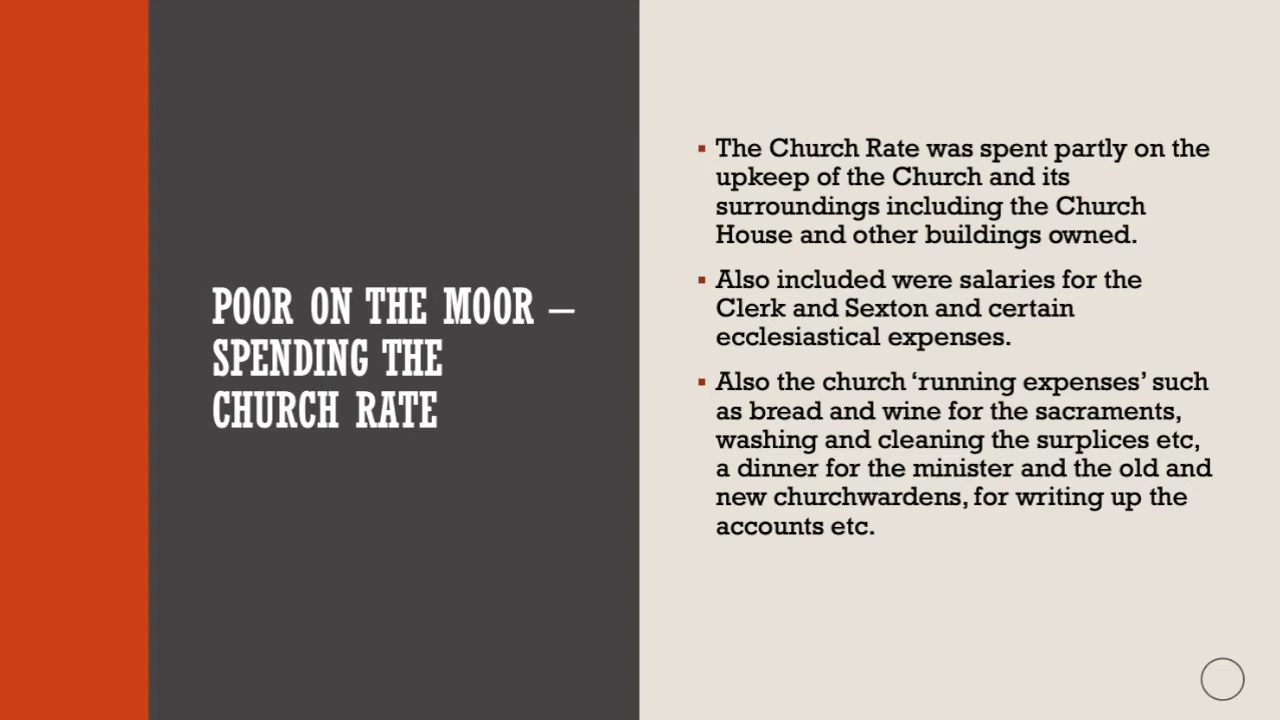 POOR ON THE MOOR –
SPENDING THE
CHURCH RATE
▪ The Church Rate was spent partly on the
upkeep of the Church and its
surroundings including the Church
House and other buildings owned.
▪ Also included were salaries for the
Clerk and Sexton and certain
ecclesiastical expenses.
▪ Also the church ‘running expenses’ such
as bread and wine for the sacraments,
washing and cleaning the surplices etc,
a dinner for the minister and the old and
new churchwardens, for writing up the
accounts etc.